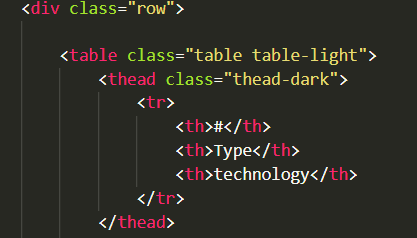 <div class="row">
<table class="table table-light">
<thead class="thead-dark">
<tr>
<th>#</th>
<th>Type</th>
<th>technology</th>
</tr>
</thead>